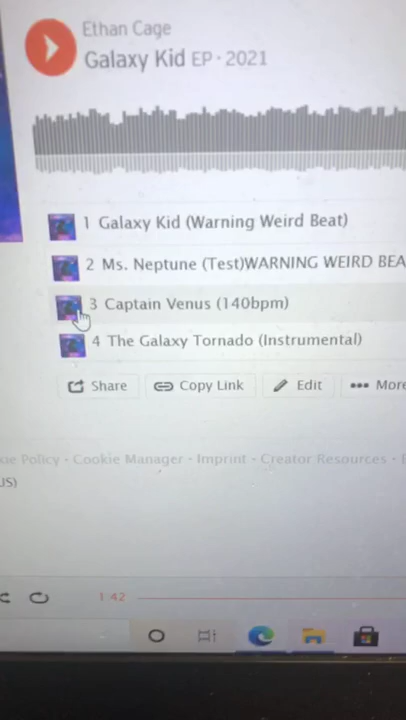 Ethan Cage
Galaxy Kid EP · 2021
1 Galaxy Kid (Warning Weird Beat)
2 Ms. Neptune (Test)WARNING WEIRD BEA
3 Captain Venus (140bpm)
4 The Galaxy Tornado (Instrumental)
Share Copy Link Edit More
Policy - Cookie Manager - Imprint - Creator Resources -
US)
1:42